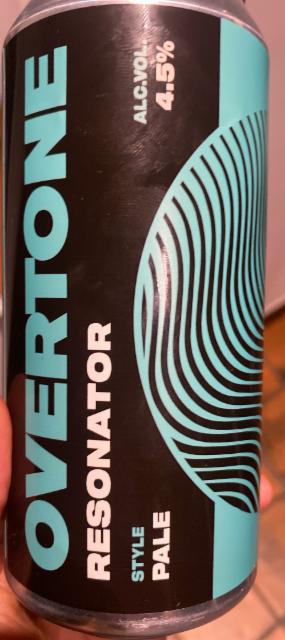 OVERTONE
RESONATOR
STYLE
PALE
ALC.VOL.
4.5%